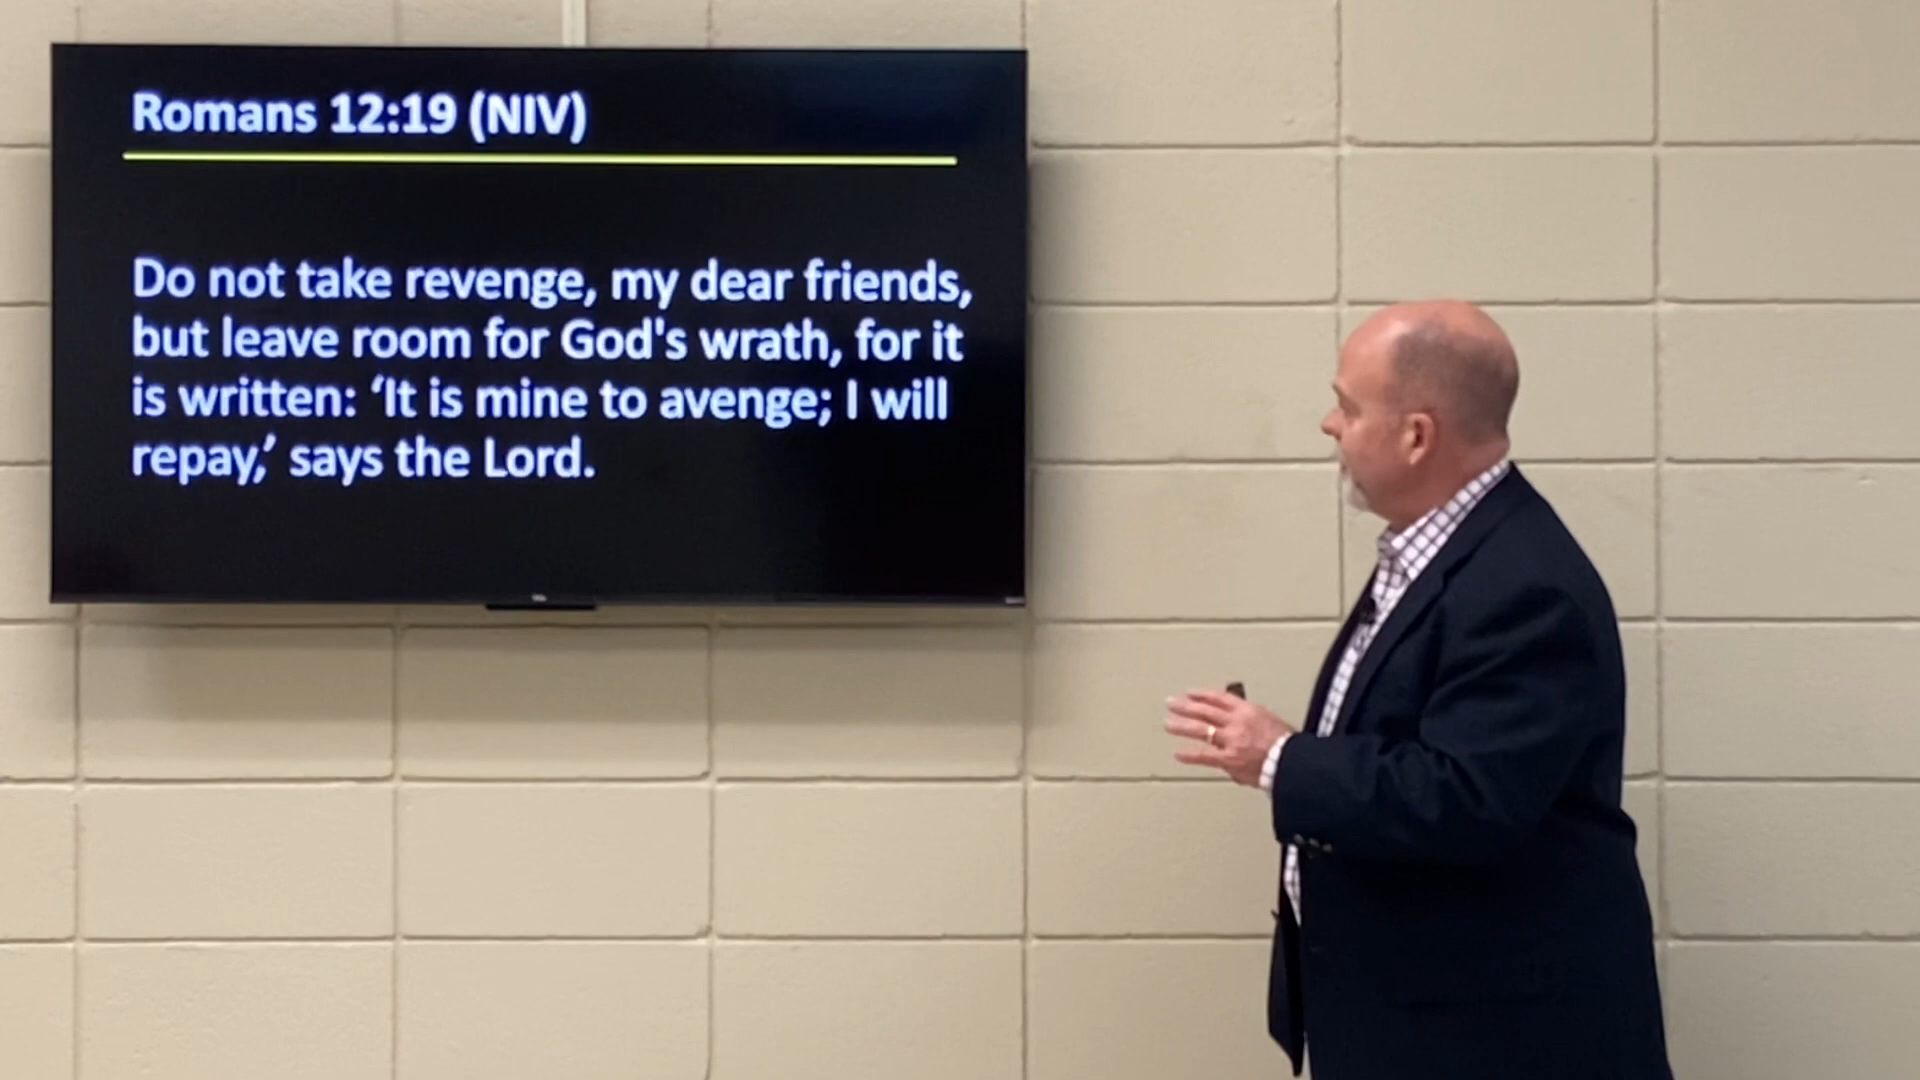 Romans 12:19 (NIV)
Do not take revenge, my dear friends,
but leave room for God's wrath, for it
is written: ‘It is mine to avenge; I will
repay,’ says the Lord.